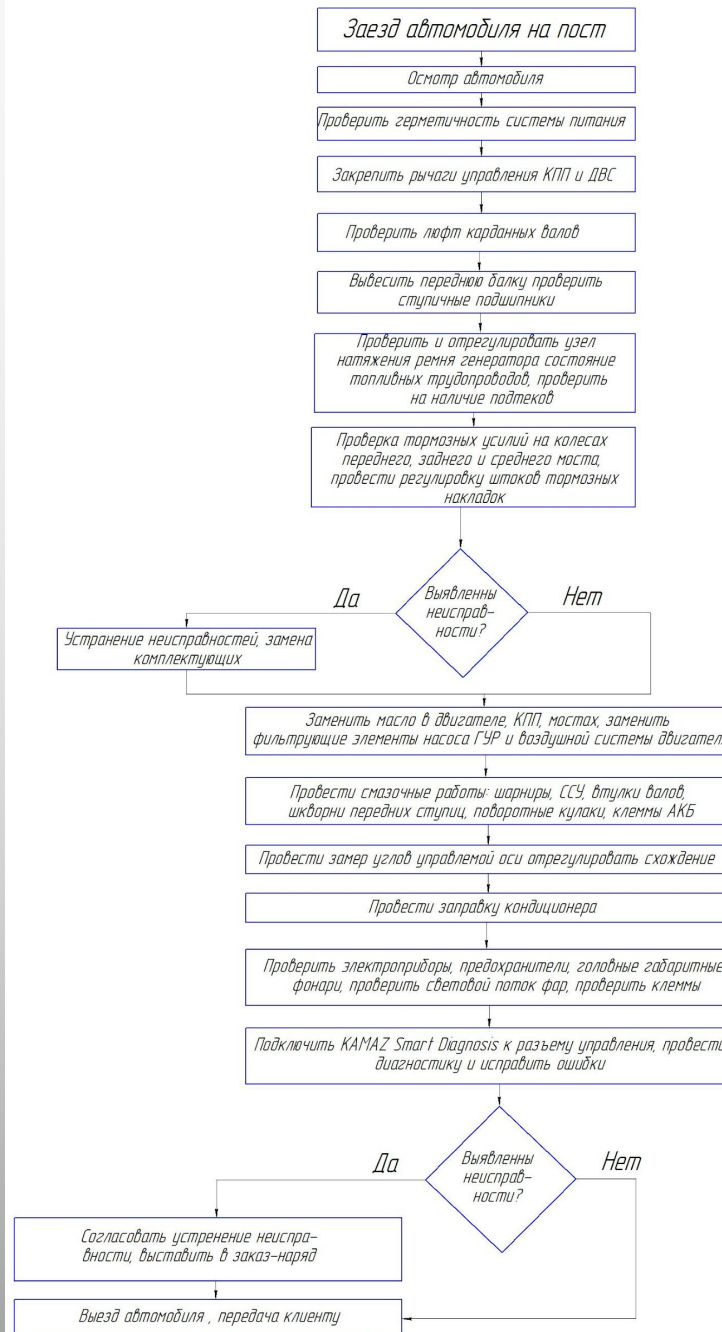 Заезд автомобиля на пост
Осмотр автомобиля
Проверить герметичность системы питания
Закрепить рычаги управления КПП и ДВС
Проверить люфт карданных валов
Вывесить переднюю балку проверить
ступичные подшипники
Проверить и отрегулировать узел
натяжения ремня генератора состояние
топливных трудопроводов, проверить
на наличие подтеков
Проверка тормозных усилий на колесах
переднего, заднего и среднего моста,
провести регулировку штоков тормозных
накладок
Выявленны
неисправ-
ности?
Да
Нет
Устранение неисправностей, замена
комплектующих
Заменить масло в двигателе, КПП, мостах, заменить
фильтрующие элементы насоса ГУР и воздушной системы двигател
Провести смазочные работы: шарниры, ССУ, втулки валов,
шкворни передних ступиц, поворотные кулаки, клеммы АКБ
Провести замер углов управлемой оси отрегулировать схождение
Провести заправку кондиционера
Проверить электроприборы, предохранители, головные габаритные
фонари, проверить световой поток фар, проверить клеммы
Подключить KAMAZ Smart Diagnosis к разъему управления, провести
диагностику и исправить ошибки
Выявленны
неисправ-
ности?
Да
Нет
Согласовать устренение неиспра-
вности, выставить в заказ-наряд
Выезд автомобиля , передача клиенту